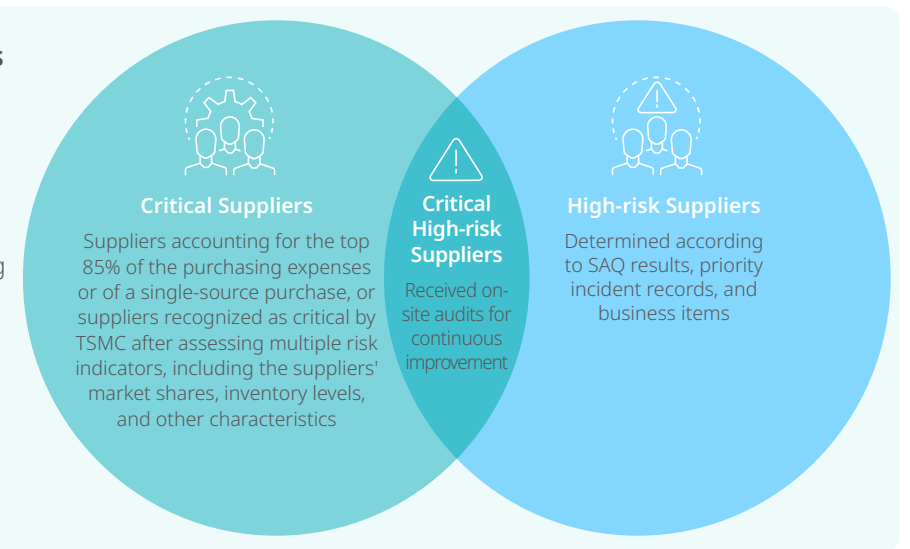 s
g
Critical Suppliers
Suppliers accounting for the top
85% of the purchasing expenses
or of a single-source purchase, or
suppliers recognized as critical by
TSMC after assessing multiple risk
indicators, including the suppliers'
market shares, inventory levels,
and other characteristics
Critical
High-risk
Suppliers
Received on-
site audits for
continuous
improvement
High-risk Suppliers
Determined according
to SAQ results, priority
incident records, and
business items